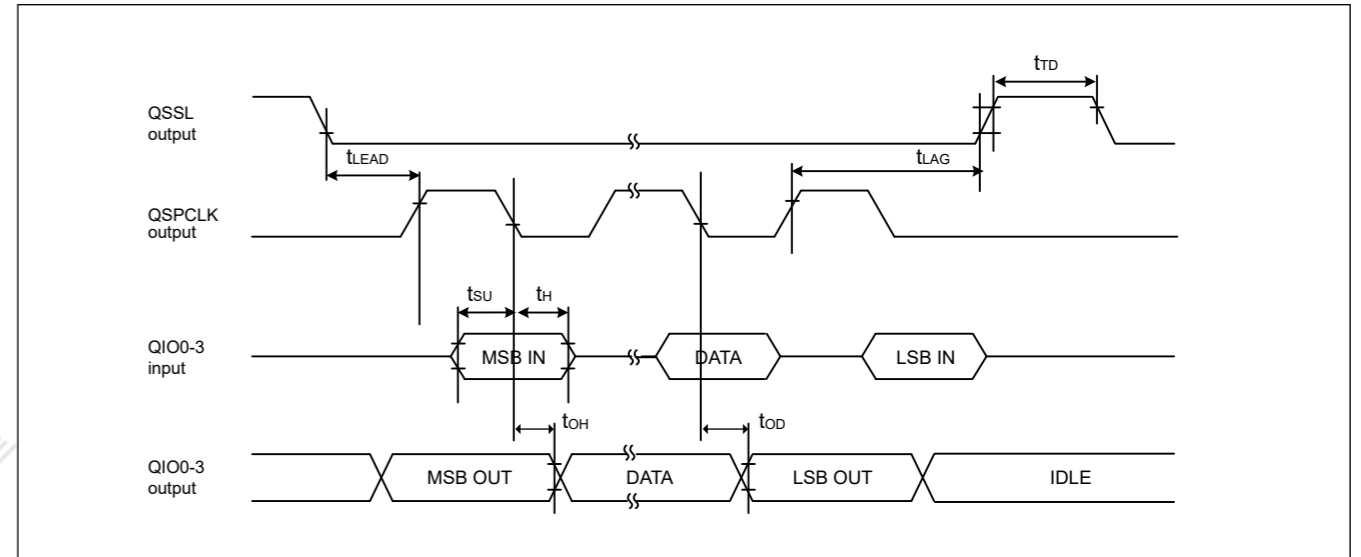 tTD
QSSL
output
tLEAD
tLAG
QSPCLK
output
tSU
tH
QIO0-3
input
MSB IN
DATA
LSB IN
tOH
tOD
QIO0-3
output
MSB OUT
DATA
LSB OUT
IDLE